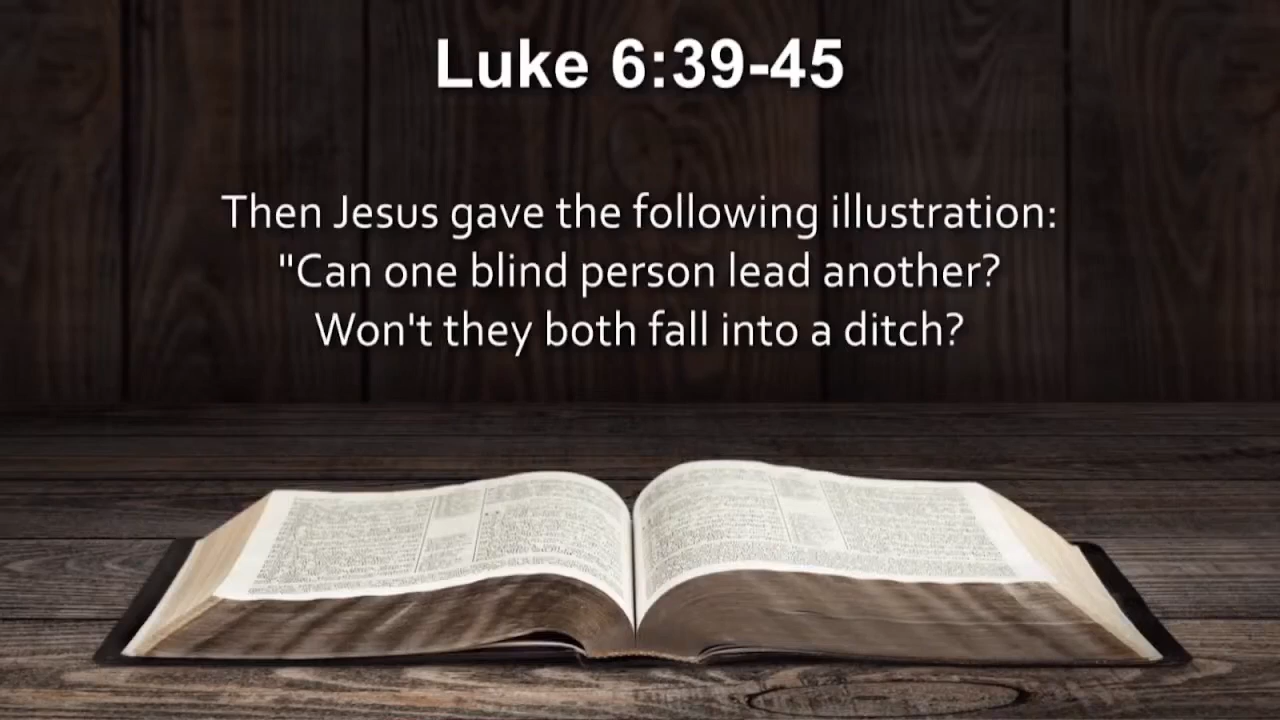 Luke 6:39-45
Then Jesus gave the following illustration:
"Can one blind person lead another?
Won't they both fall into a ditch?